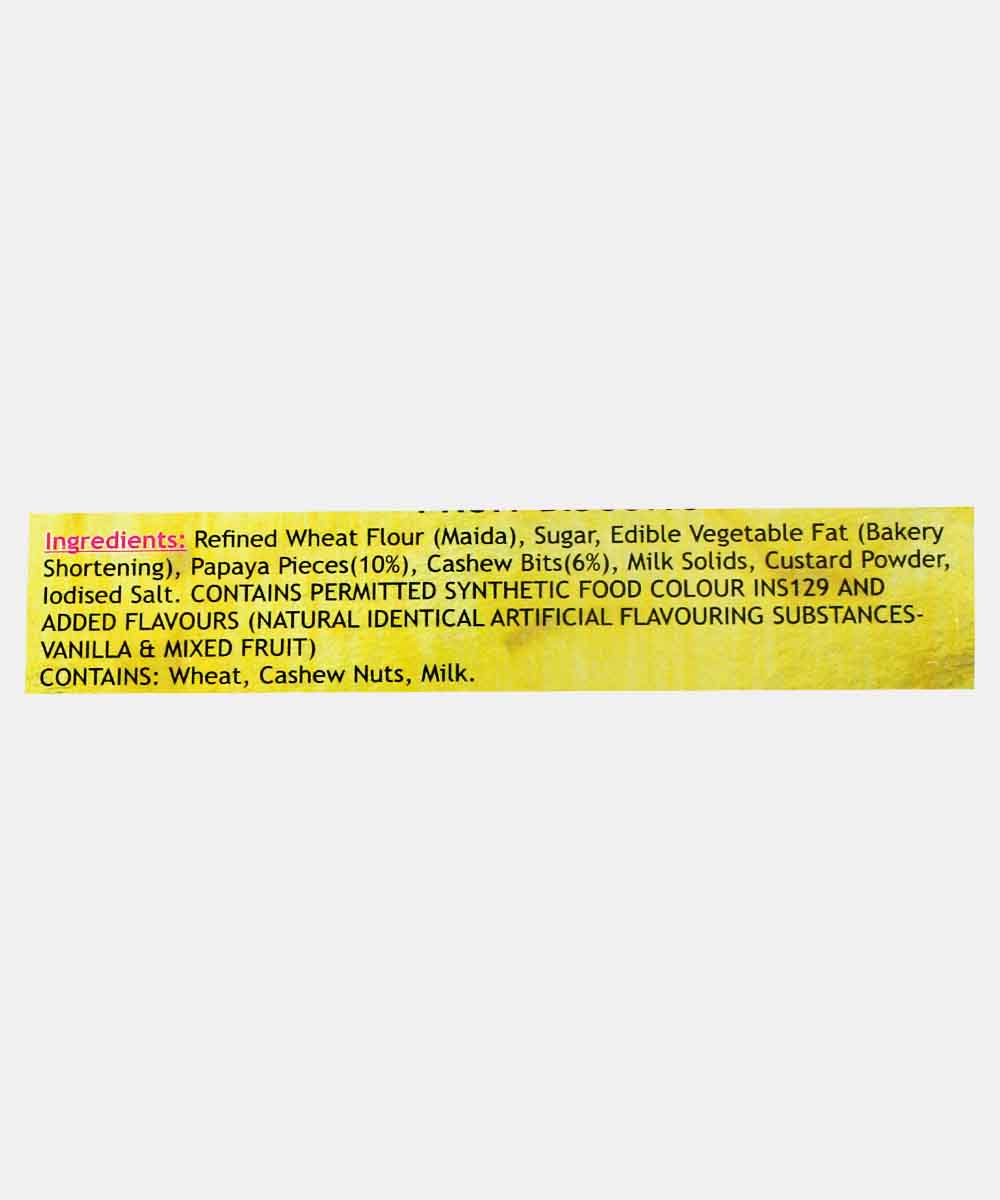 Ingredients: Refined Wheat Flour (Maida), Sugar, Edible Vegetable Fat (Bakery
Shortening), Papaya Pieces(10%), Cashew Bits(6%), Milk Solids, Custard Powder,
Iodised Salt. CONTAINS PERMITTED SYNTHETIC FOOD COLOUR INS129 AND
ADDED FLAVOURS (NATURAL IDENTICAL ARTIFICIAL FLAVOURING SUBSTANCES-
VANILLA & MIXED FRUIT)
CONTAINS: Wheat, Cashew Nuts, Milk.